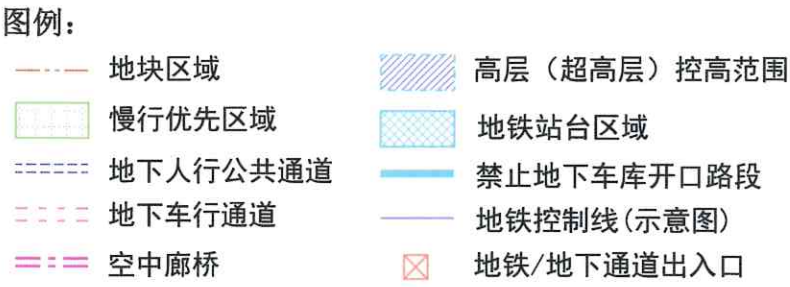 图例：
地块区域
慢行优先区域
地下人行公共通道
地下车行通道
空中廊桥
高层（超高层）控高范围
地铁站台区域
禁止地下车库开口路段
地铁控制线(示意图)
地铁/地下通道出入口